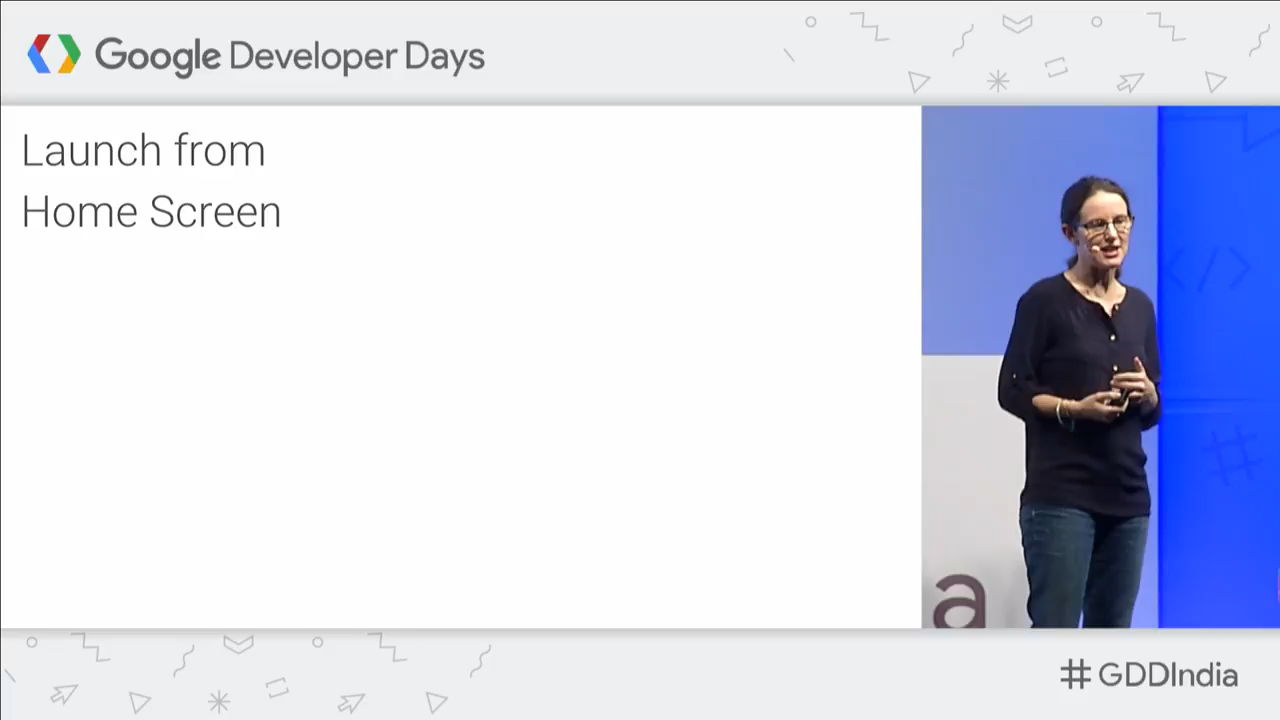 Google Developer Days
Launch from
Home Screen
</>
#
a
# GDDIndia